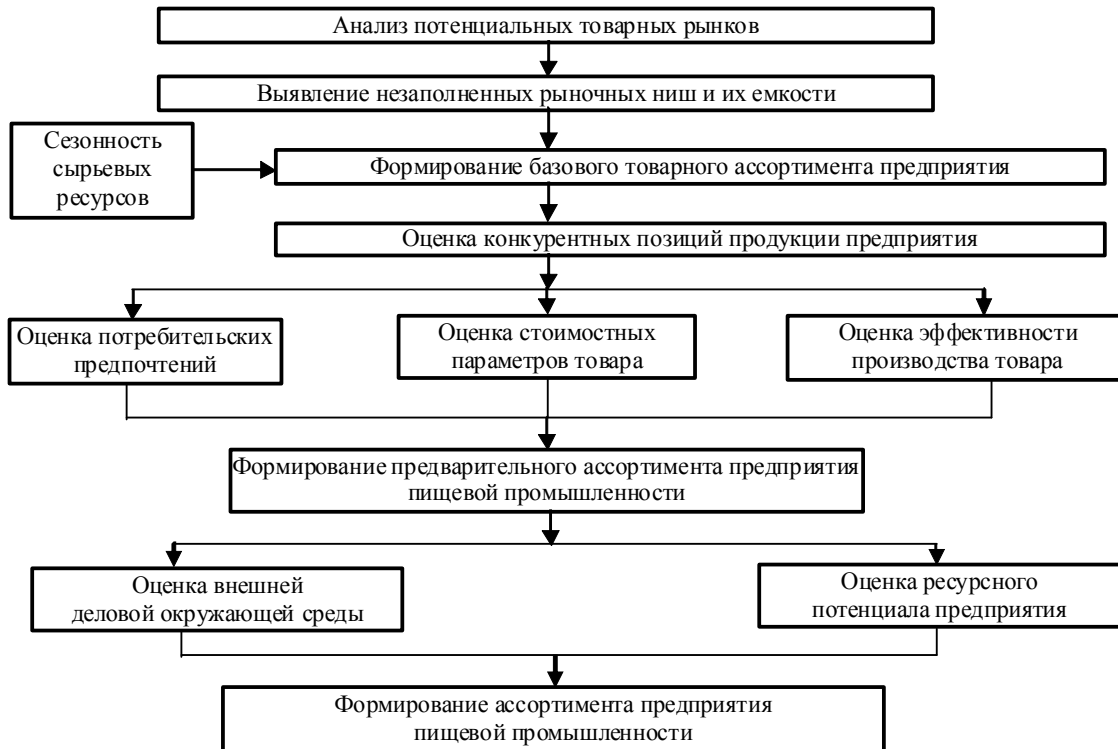 Анализ потенциальных товарных рынков
Выявление незаполненных рыночных ниш и их емкости
Сезонность
сырьевых
ресурсов
Формирование базового товарного ассортимента предприятия
Оценка конкурентных позиций продукции предприятия
Оценка потребительских
предпочтений
Оценка стоимостных
параметров товара
Оценка эффективности
производства товара
Формирование предварительного ассортимента предприятия
пищевой промышленности
Оценка внешней
деловой окружающей среды
Оценка ресурсного
потенциала предприятия
Формирование ассортимента предприятия
пищевой промышленности